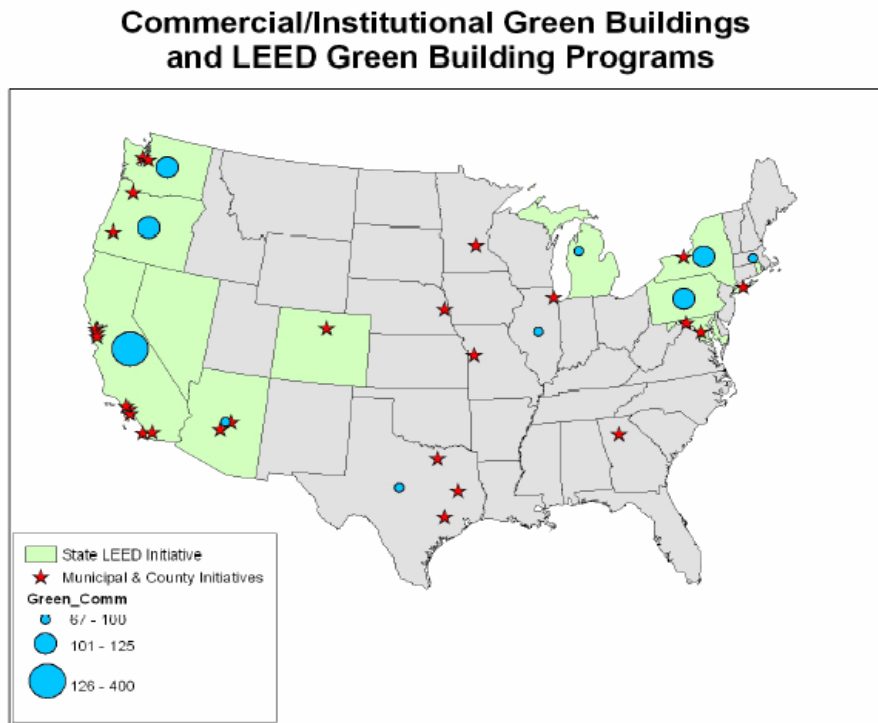 Commercial/Institutional Green Buildings
and LEED Green Building Programs
State LEED Initiative
Municipal & County Initiatives
Green_Comm
67 - 100
101 - 125
126 - 400